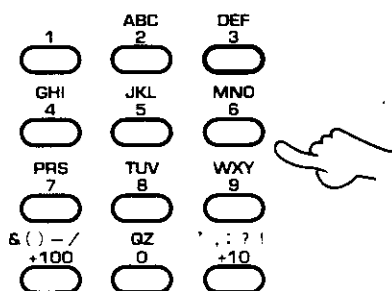 ABC DEF
1 2 3
GHI JKL MNO
4 5 6
PRS TUV WXY
7 8 9
& ( ) – / QZ ' , : ? !
+100 0 +10